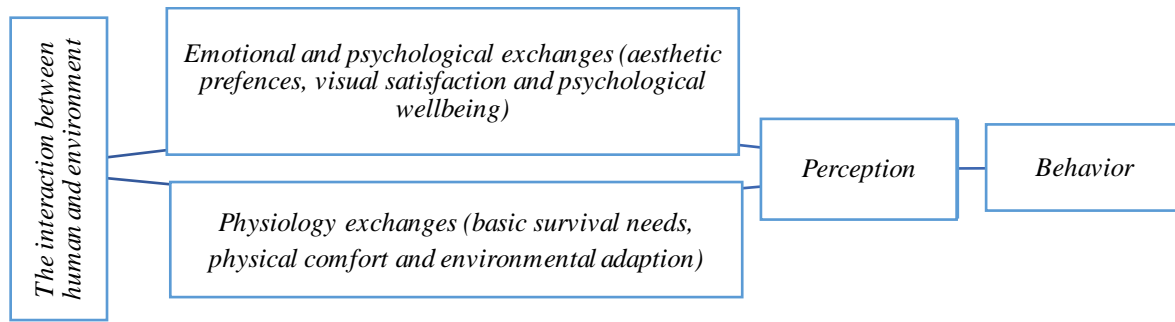 The interaction between
human and environment
Emotional and psychological exchanges (aesthetic
prefences, visual satisfaction and psychological
wellbeing)
Physiology exchanges (basic survival needs,
physical comfort and environmental adaption)
Perception
Behavior